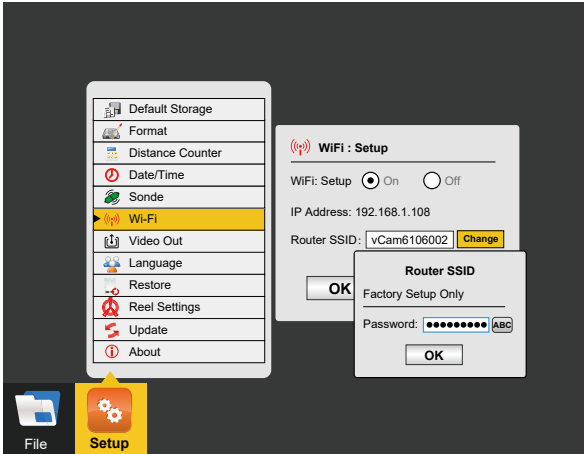 Default Storage
Format
Distance Counter
Date/Time
Sonde
Wi-Fi
Video Out
Language
Restore
Reel Settings
Update
About
WiFi : Setup
WiFi: Setup On Off
IP Address: 192.168.1.108
Router SSID: vCam6106002 Change
OK
Router SSID
Factory Setup Only
Password: ●●●●●●●●● ABC
OK
File
Setup